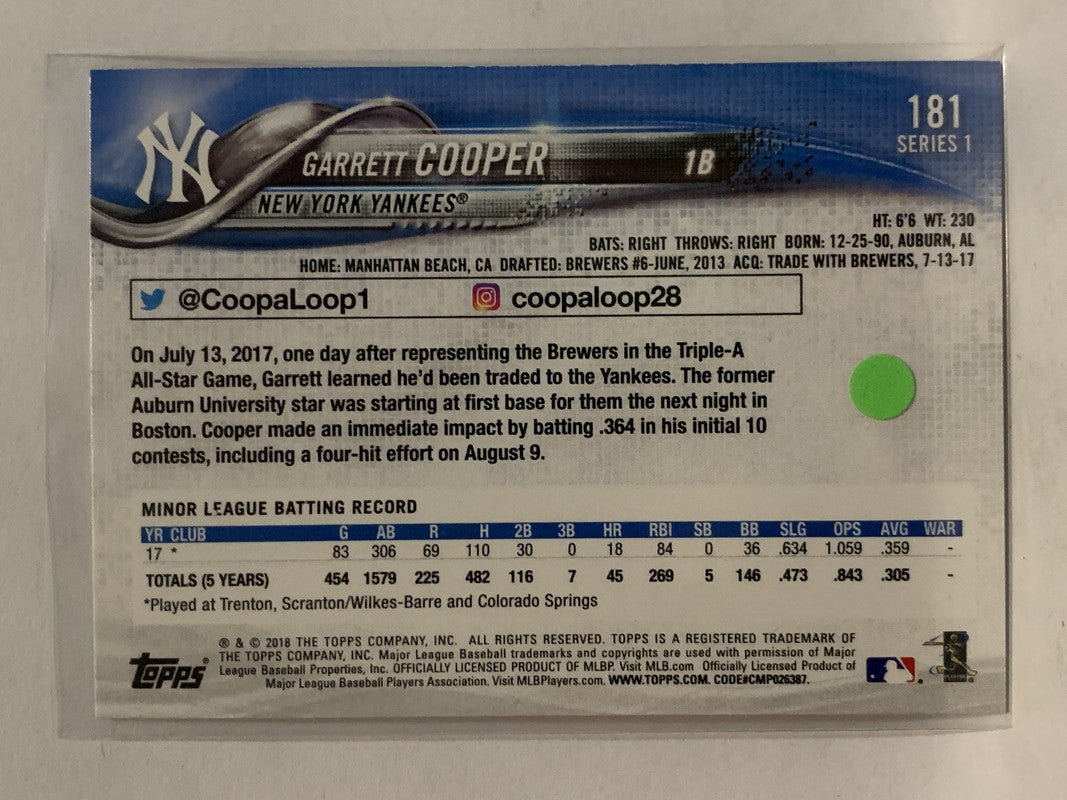 NY
181
SERIES 1
GARRETT COOPER 1B
NEW YORK YANKEES®
HT: 6'6 WT: 230
BATS: RIGHT THROWS: RIGHT BORN: 12-25-90, AUBURN, AL
HOME: MANHATTAN BEACH, CA DRAFTED: BREWERS #6-JUNE, 2013 ACQ: TRADE WITH BREWERS, 7-13-17
@CoopaLoop1 coopaloop28
On July 13, 2017, one day after representing the Brewers in the Triple-A
All-Star Game, Garrett learned he'd been traded to the Yankees. The former
Auburn University star was starting at first base for them the next night in
Boston. Cooper made an immediate impact by batting .364 in his initial 10
contests, including a four-hit effort on August 9.
MINOR LEAGUE BATTING RECORD
YR CLUB G AB R H 2B 3B HR RBI SB BB SLG OPS AVG WAR
17 * 83 306 69 110 30 0 18 84 0 36 .634 1.059 .359 -
TOTALS (5 YEARS) 454 1579 225 482 116 7 45 269 5 146 .473 .843 .305 -
*Played at Trenton, Scranton/Wilkes-Barre and Colorado Springs
® & © 2018 THE TOPPS COMPANY, INC. ALL RIGHTS RESERVED. TOPPS IS A REGISTERED TRADEMARK OF
THE TOPPS COMPANY, INC. Major League Baseball trademarks and copyrights are used with permission of Major
League Baseball Properties, Inc. OFFICIALLY LICENSED PRODUCT OF MLBP. Visit MLB.com Officially Licensed Product of
Major League Baseball Players Association. Visit MLBPlayers.com. WWW.TOPPS.COM. CODE#CMP026387.
Topps®